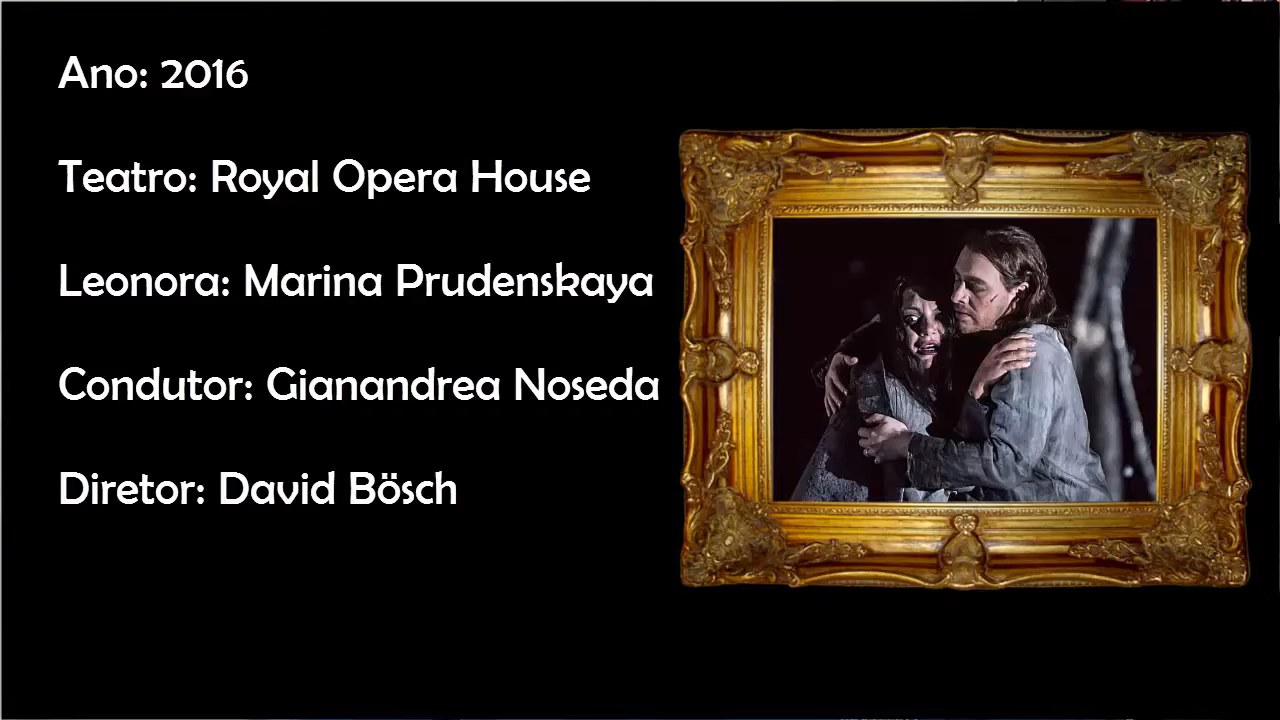 Ano: 2016
Teatro: Royal Opera House
Leonora: Marina Prudenskaya
Condutor: Gianandrea Noseda
Diretor: David Bösch